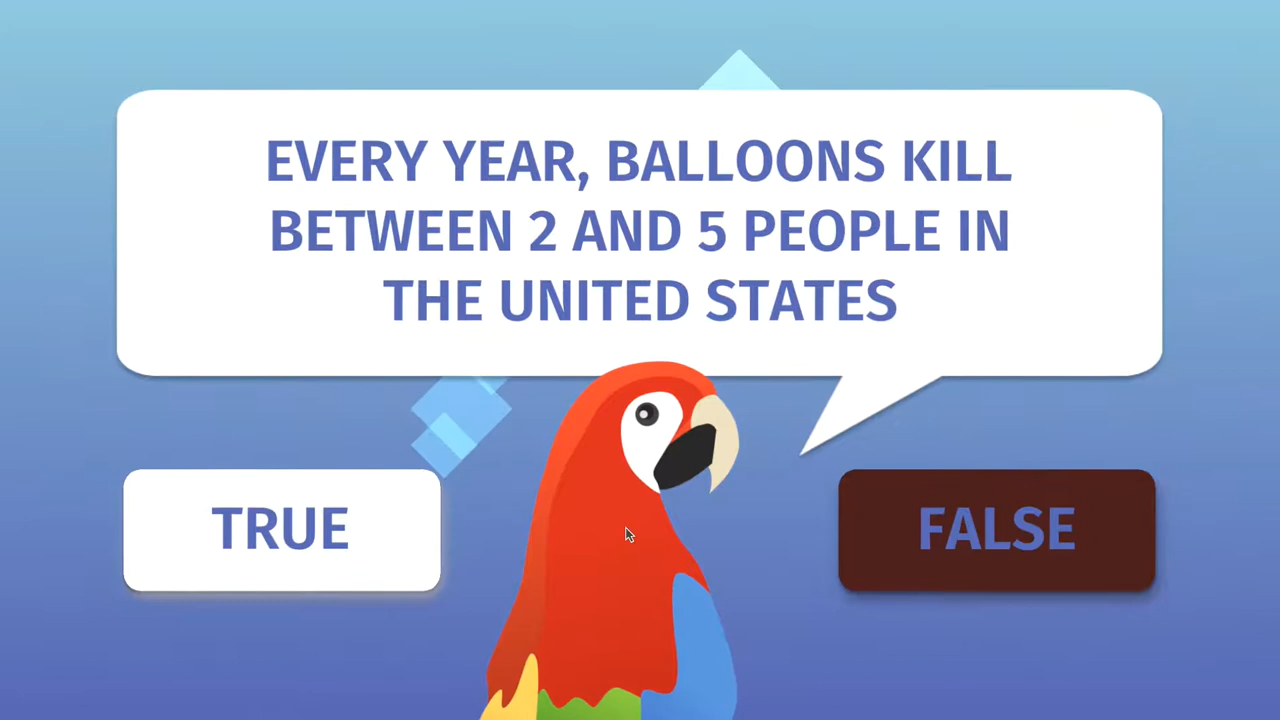 EVERY YEAR, BALLOONS KILL
BETWEEN 2 AND 5 PEOPLE IN
THE UNITED STATES
TRUE
FALSE